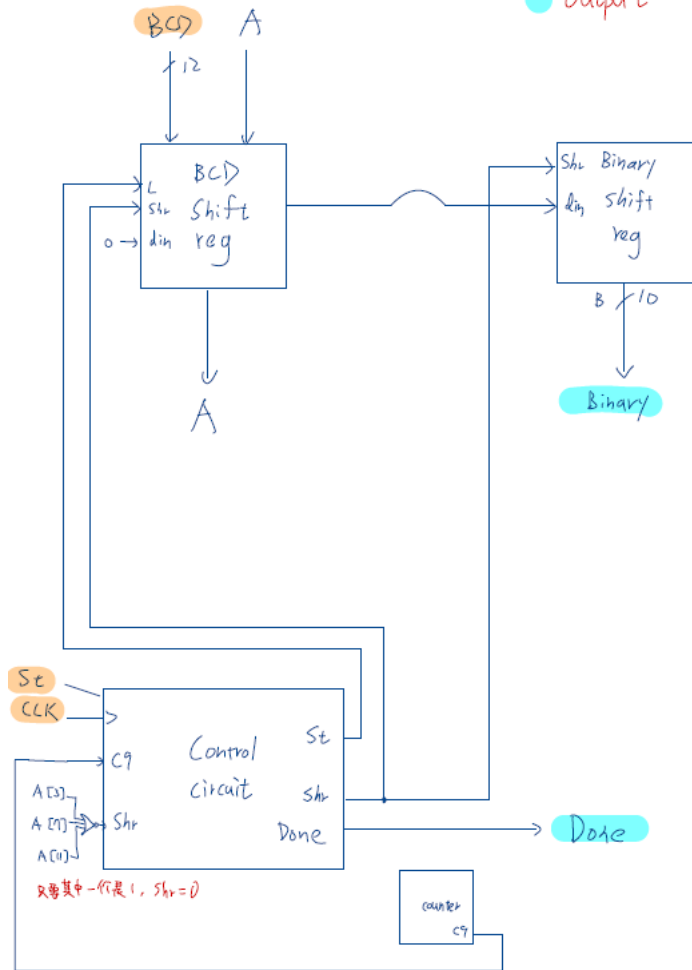 output
BCD A
12
BCD
L
Shr Shift
0 → din reg
Shr Binary
din shift
reg
B 10
Binary
A
St
CLK
St
C9 Control
circuit
Shr
A[3]
A[7] Shr
A[11]
Done Done
只要其中一个是1, Shr=0
counter
C9